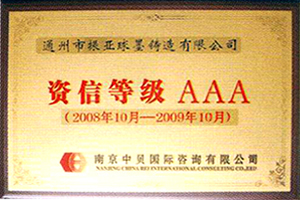 通州市振亚球墨铸造有限公司
资信等级 AAA
(2008年10月—2009年10月)
南京中贝国际咨询有限公司
NANJING CHINA BEI INTERNATIONAL CONSULTING CO.,LTD